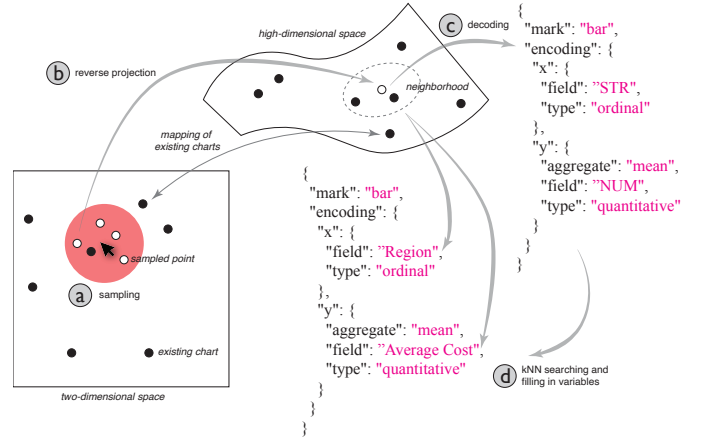 high-dimensional space
b reverse projection
c decoding
neighborhood
mapping of
existing charts
sampled point
a sampling
existing chart
two-dimensional space
{
"mark": "bar",
"encoding": {
"x": {
"field": ”Region",
"type": "ordinal"
},
"y": {
"aggregate": "mean",
"field": ”Average Cost",
"type": "quantitative"
}
}
}
{
"mark": "bar",
"encoding": {
"x": {
"field": ”STR",
"type": "ordinal"
},
"y": {
"aggregate": "mean",
"field": ”NUM",
"type": "quantitative"
}
}
}
d kNN searching and
filling in variables